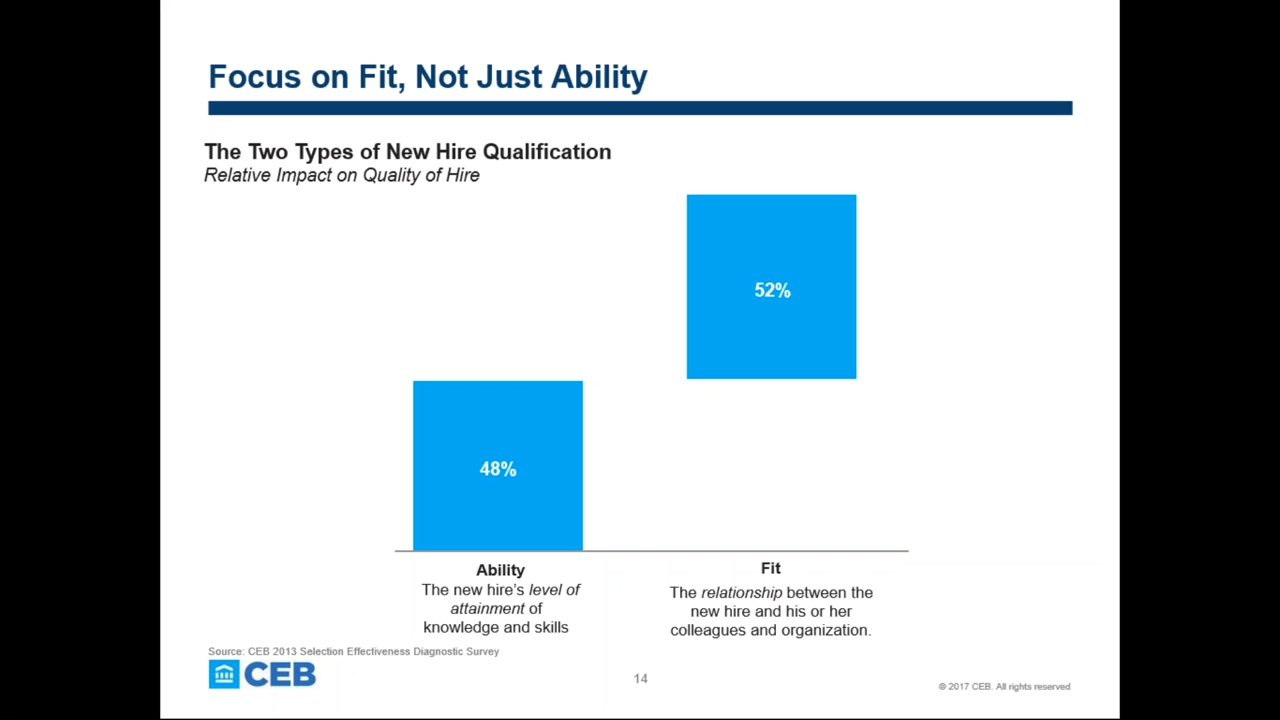 Focus on Fit, Not Just Ability
The Two Types of New Hire Qualification
Relative Impact on Quality of Hire
52%
48%
Ability
The new hire’s level of
attainment of
knowledge and skills
Fit
The relationship between the
new hire and his or her
colleagues and organization.
Source: CEB 2013 Selection Effectiveness Diagnostic Survey
CEB
14
© 2017 CEB. All rights reserved